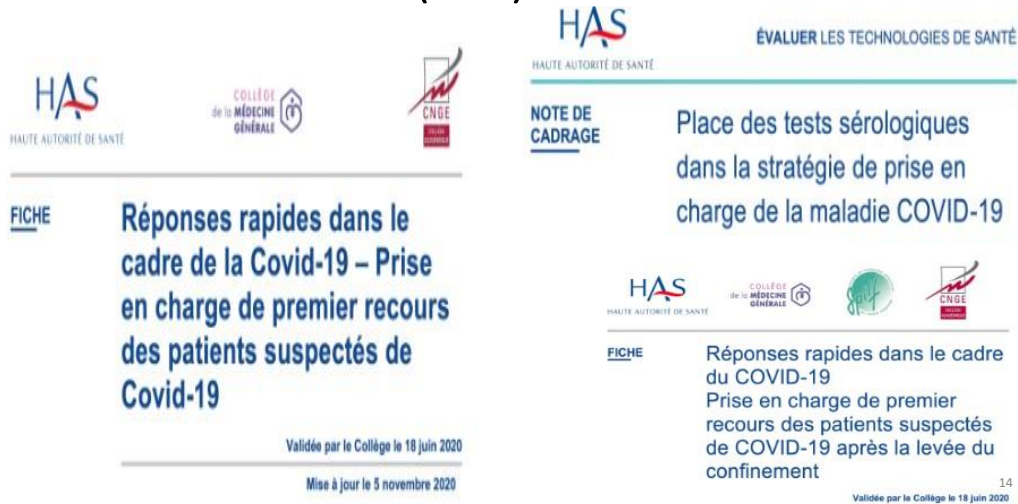 HAS
HAUTE AUTORITÉ DE SANTÉ
COLLÈGE
de la MÉDECINE
GÉNÉRALE
CNGE
FICHE
Réponses rapides dans le
cadre de la Covid-19 – Prise
en charge de premier recours
des patients suspectés de
Covid-19
Validée par le Collège le 18 juin 2020
Mise à jour le 5 novembre 2020
HAS
HAUTE AUTORITÉ DE SANTÉ
ÉVALUER LES TECHNOLOGIES DE SANTÉ
NOTE DE
CADRAGE
Place des tests sérologiques
dans la stratégie de prise en
charge de la maladie COVID-19
HAS
HAUTE AUTORITÉ DE SANTÉ
COLLÈGE
de la MÉDECINE
GÉNÉRALE
Spilf
CNGE
FICHE
Réponses rapides dans le cadre
du COVID-19
Prise en charge de premier
recours des patients suspectés
de COVID-19 après la levée du
confinement
14
Validée par le Collège le 18 juin 2020